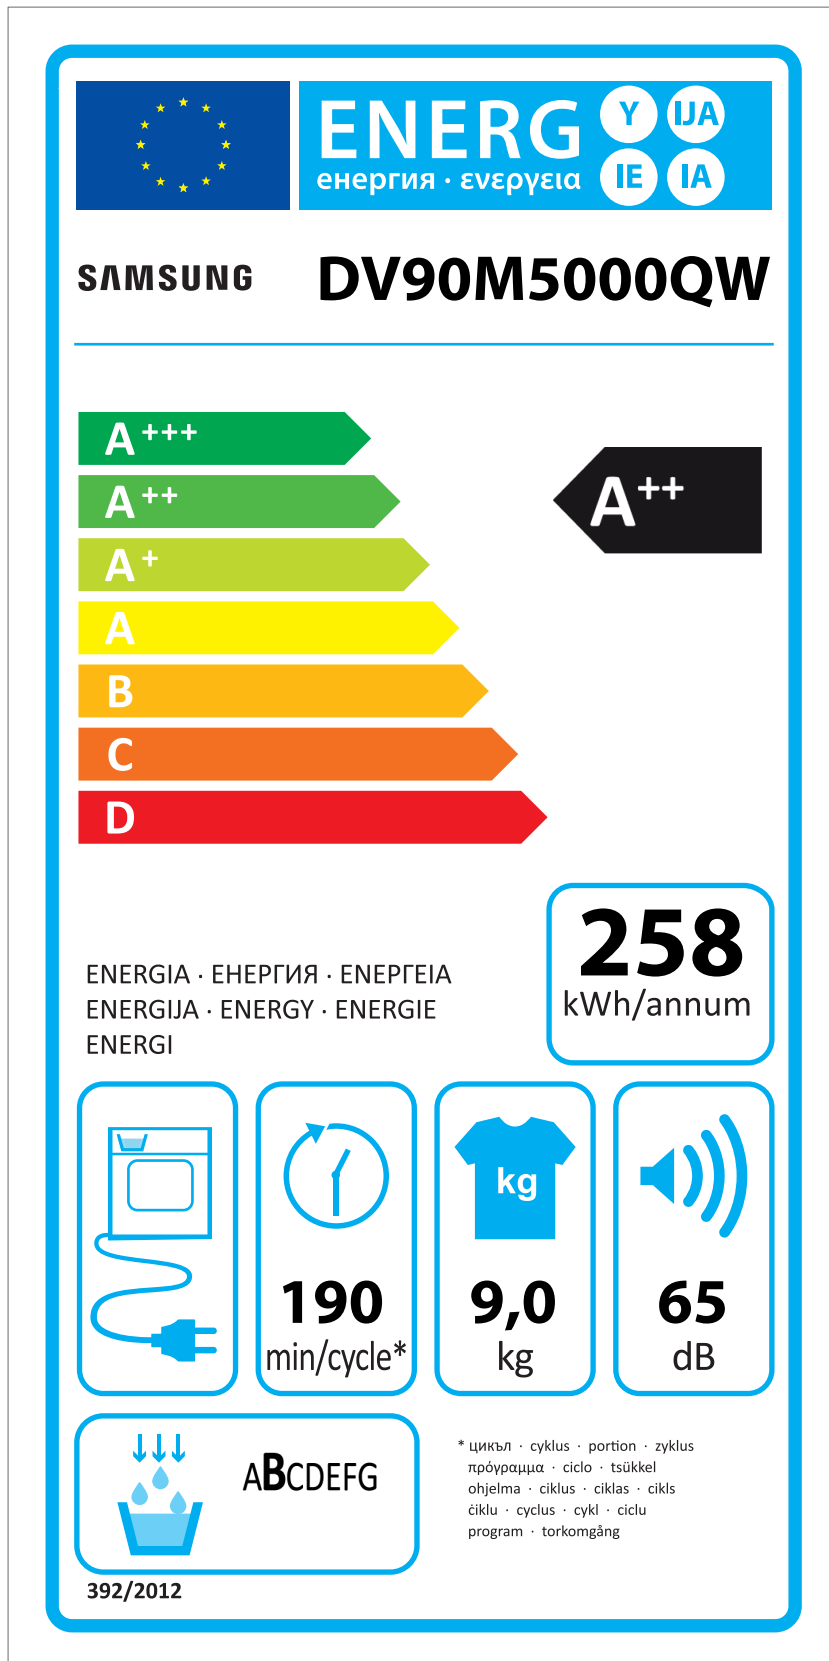 ENERG
Y
IJA
IE
IA
енергия · ενεργεια
SAMSUNG
DV90M5000QW
A+++
A++
A++
A+
A
B
C
D
258
kWh/annum
ENERGIA · ЕНЕРГИЯ · ΕΝΕΡΓΕΙΑ
ENERGIJA · ENERGY · ENERGIE
ENERGI
kg
190
min/cycle*
9,0
kg
65
dB
ABCDEFG
* цикъл · cyklus · portion · zyklus
πρόγραμμα · ciclo · tsükkel
ohjelma · ciklus · ciklas · cikls
ċiklu · cyclus · cykl · ciclu
program · torkomgång
392/2012